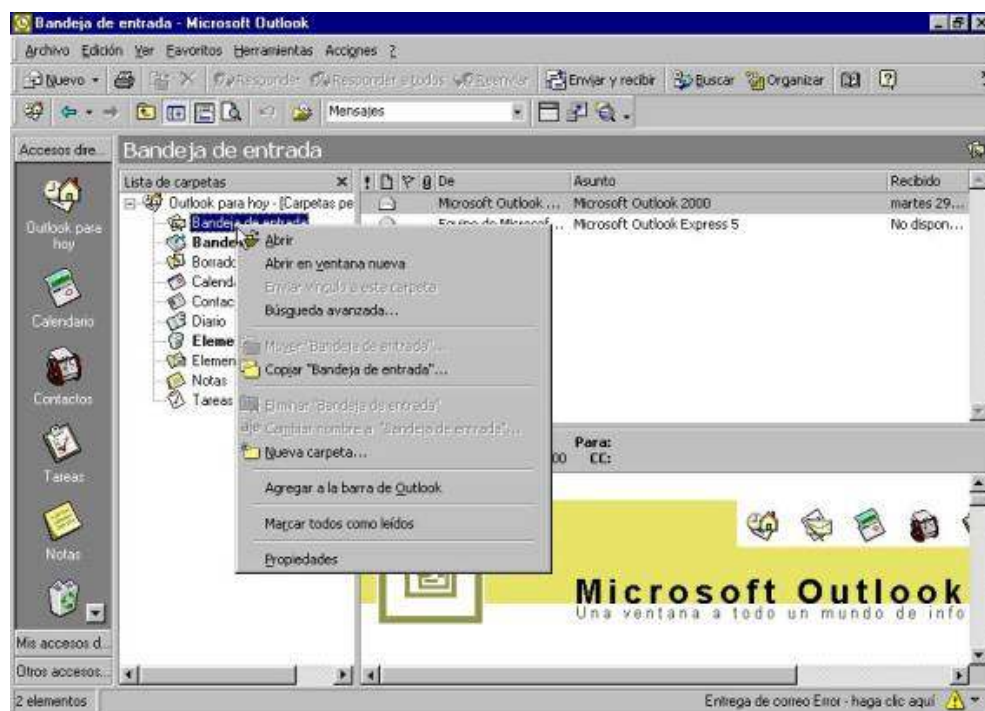 Bandeja de entrada - Microsoft Outlook
Archivo Edición Ver Favoritos Herramientas Acciones ?
Nuevo Responder Responder a todos Reenviar Enviar y recibir Buscar Organizar
Mensajes
Accesos dire...
Bandeja de entrada
Outlook para hoy
Calendario
Contactos
Tareas
Notas
Mis accesos d...
Otros accesos...
Lista de carpetas
Outlook para hoy - [Carpetas pe
Bandeja de entrada
Bande
Borrado
Calend
Contac
Diario
Eleme
Elemen
Notas
Tareas
Abrir
Abrir en ventana nueva
Enviar vínculo a este carpeta
Búsqueda avanzada...
Mover "Bandeja de entrada"...
Copiar "Bandeja de entrada"...
Eliminar "Bandeja de entrada"
Cambiar nombre a "Bandeja de entrada"...
Nueva carpeta...
Agregar a la barra de Outlook
Marcar todos como leídos
Propiedades
De Asunto Recibido
Microsoft Outlook ... Microsoft Outlook 2000 martes 29...
Equipo de Microsof... Microsoft Outlook Express 5 No dispon...
Para:
00 CC:
Microsoft Outlook
Una ventana a todo un mundo de info
2 elementos
Entrega de correo Error - haga clic aquí